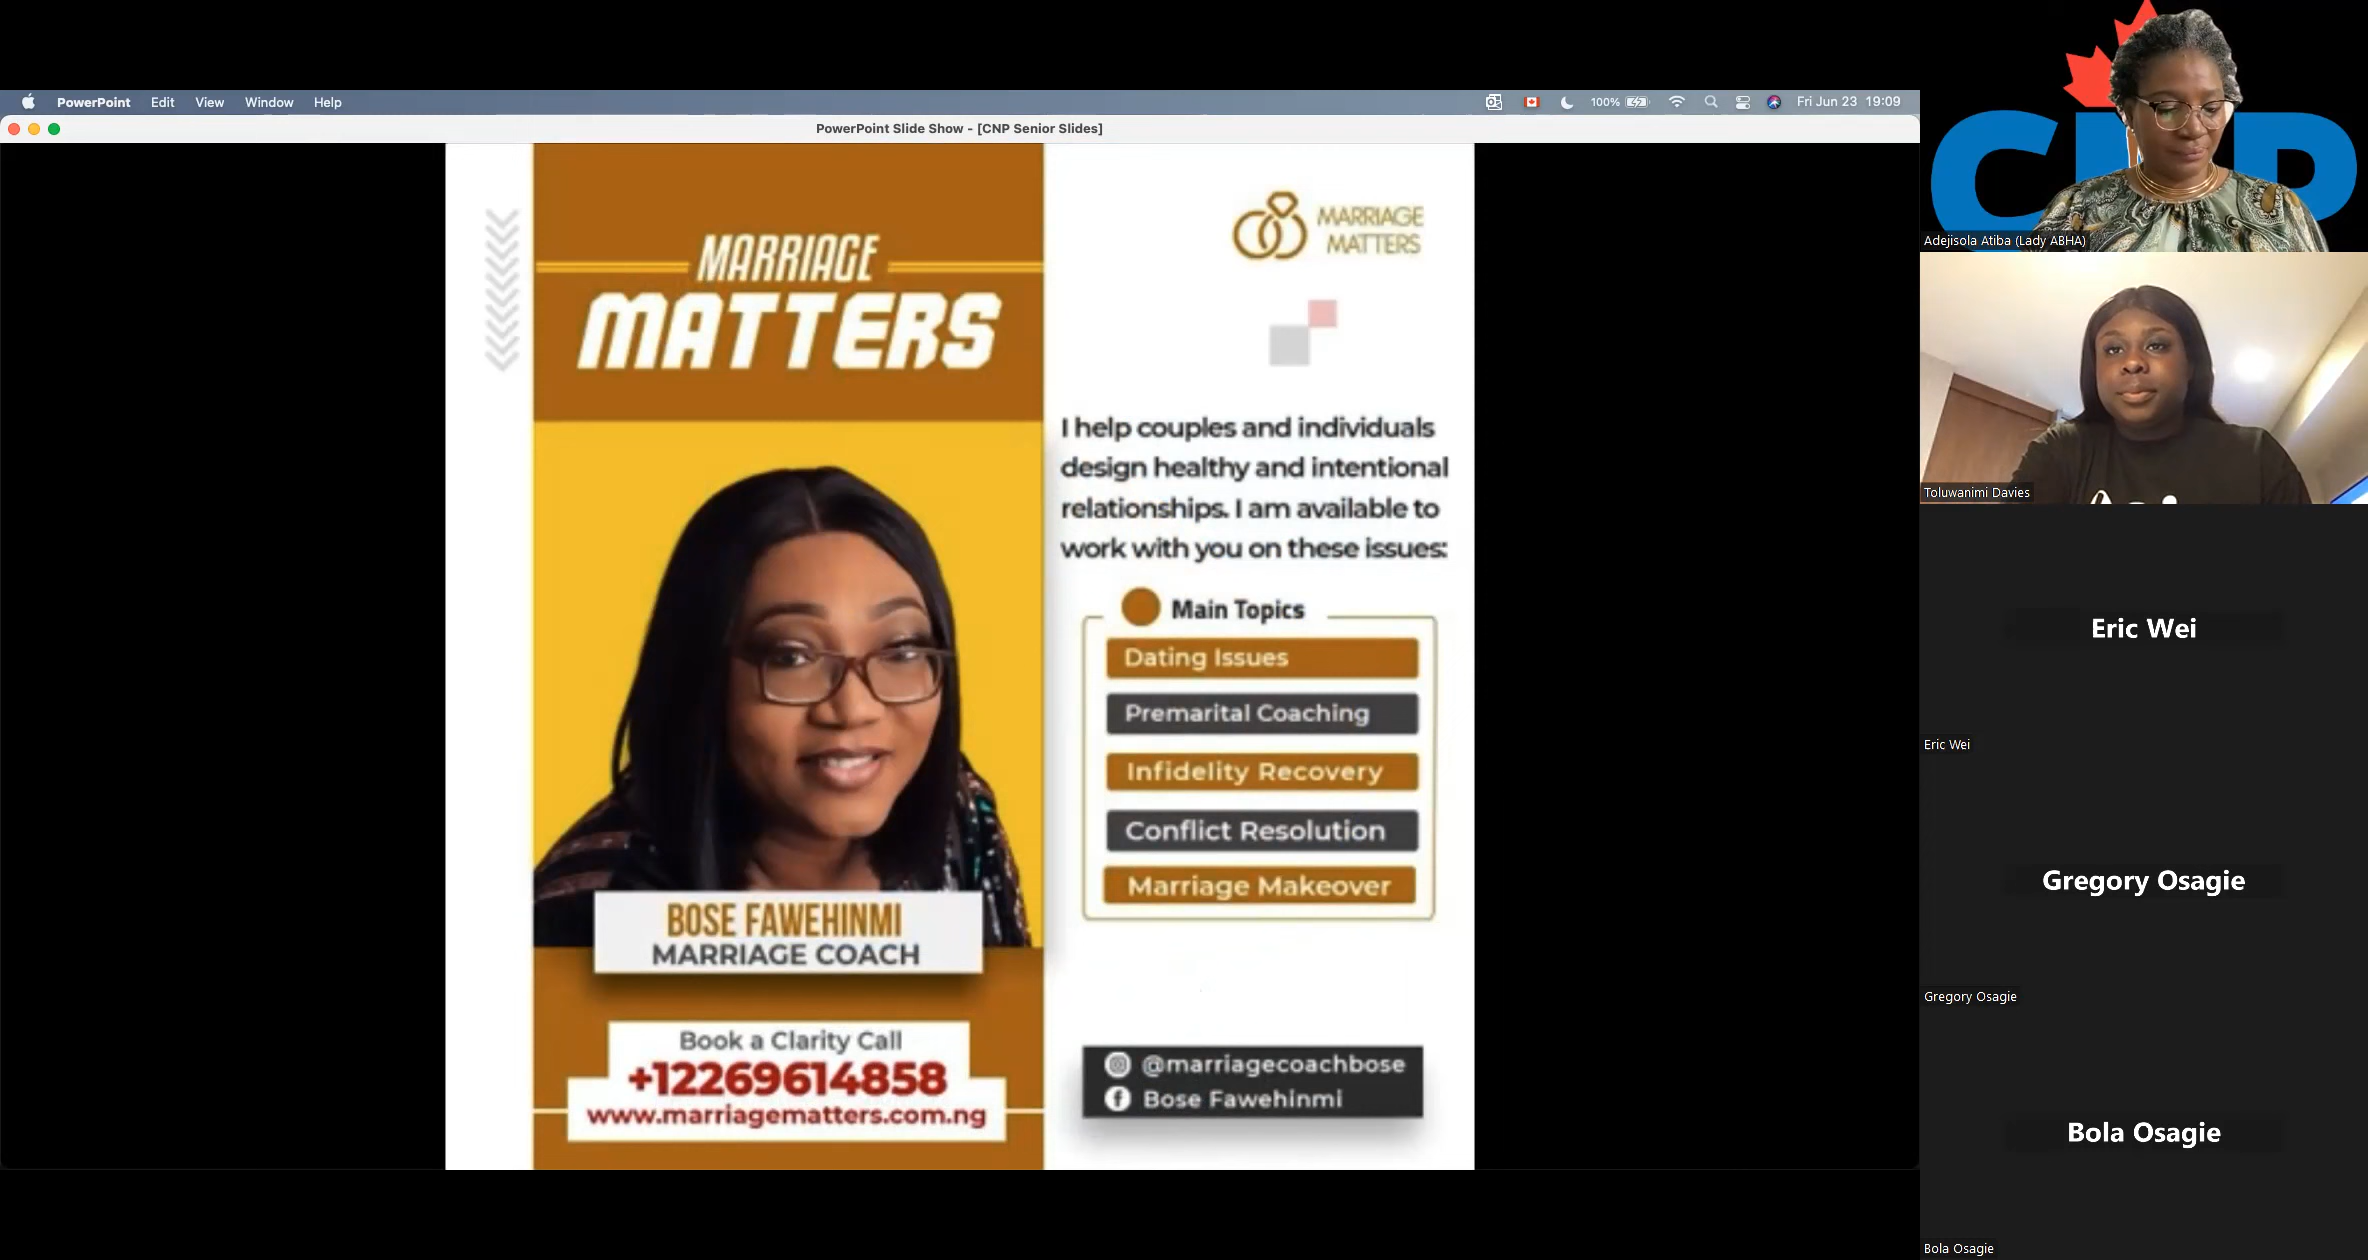 PowerPoint Edit View Window Help
100% Fri Jun 23 19:09
PowerPoint Slide Show - [CNP Senior Slides]
MARRIAGE
MATTERS
BOSE FAWEHINMI
MARRIAGE COACH
Book a Clarity Call
+12269614858
www.marriagematters.com.ng
MARRIAGE
MATTERS
I help couples and individuals
design healthy and intentional
relationships. I am available to
work with you on these issues:
Main Topics
Dating Issues
Premarital Coaching
Infidelity Recovery
Conflict Resolution
Marriage Makeover
@marriagecoachbose
Bose Fawehinmi
CNP
Adejisola Atiba (Lady ABHA)
Toluwanimi Davies
Eric Wei
Eric Wei
Gregory Osagie
Gregory Osagie
Bola Osagie
Bola Osagie